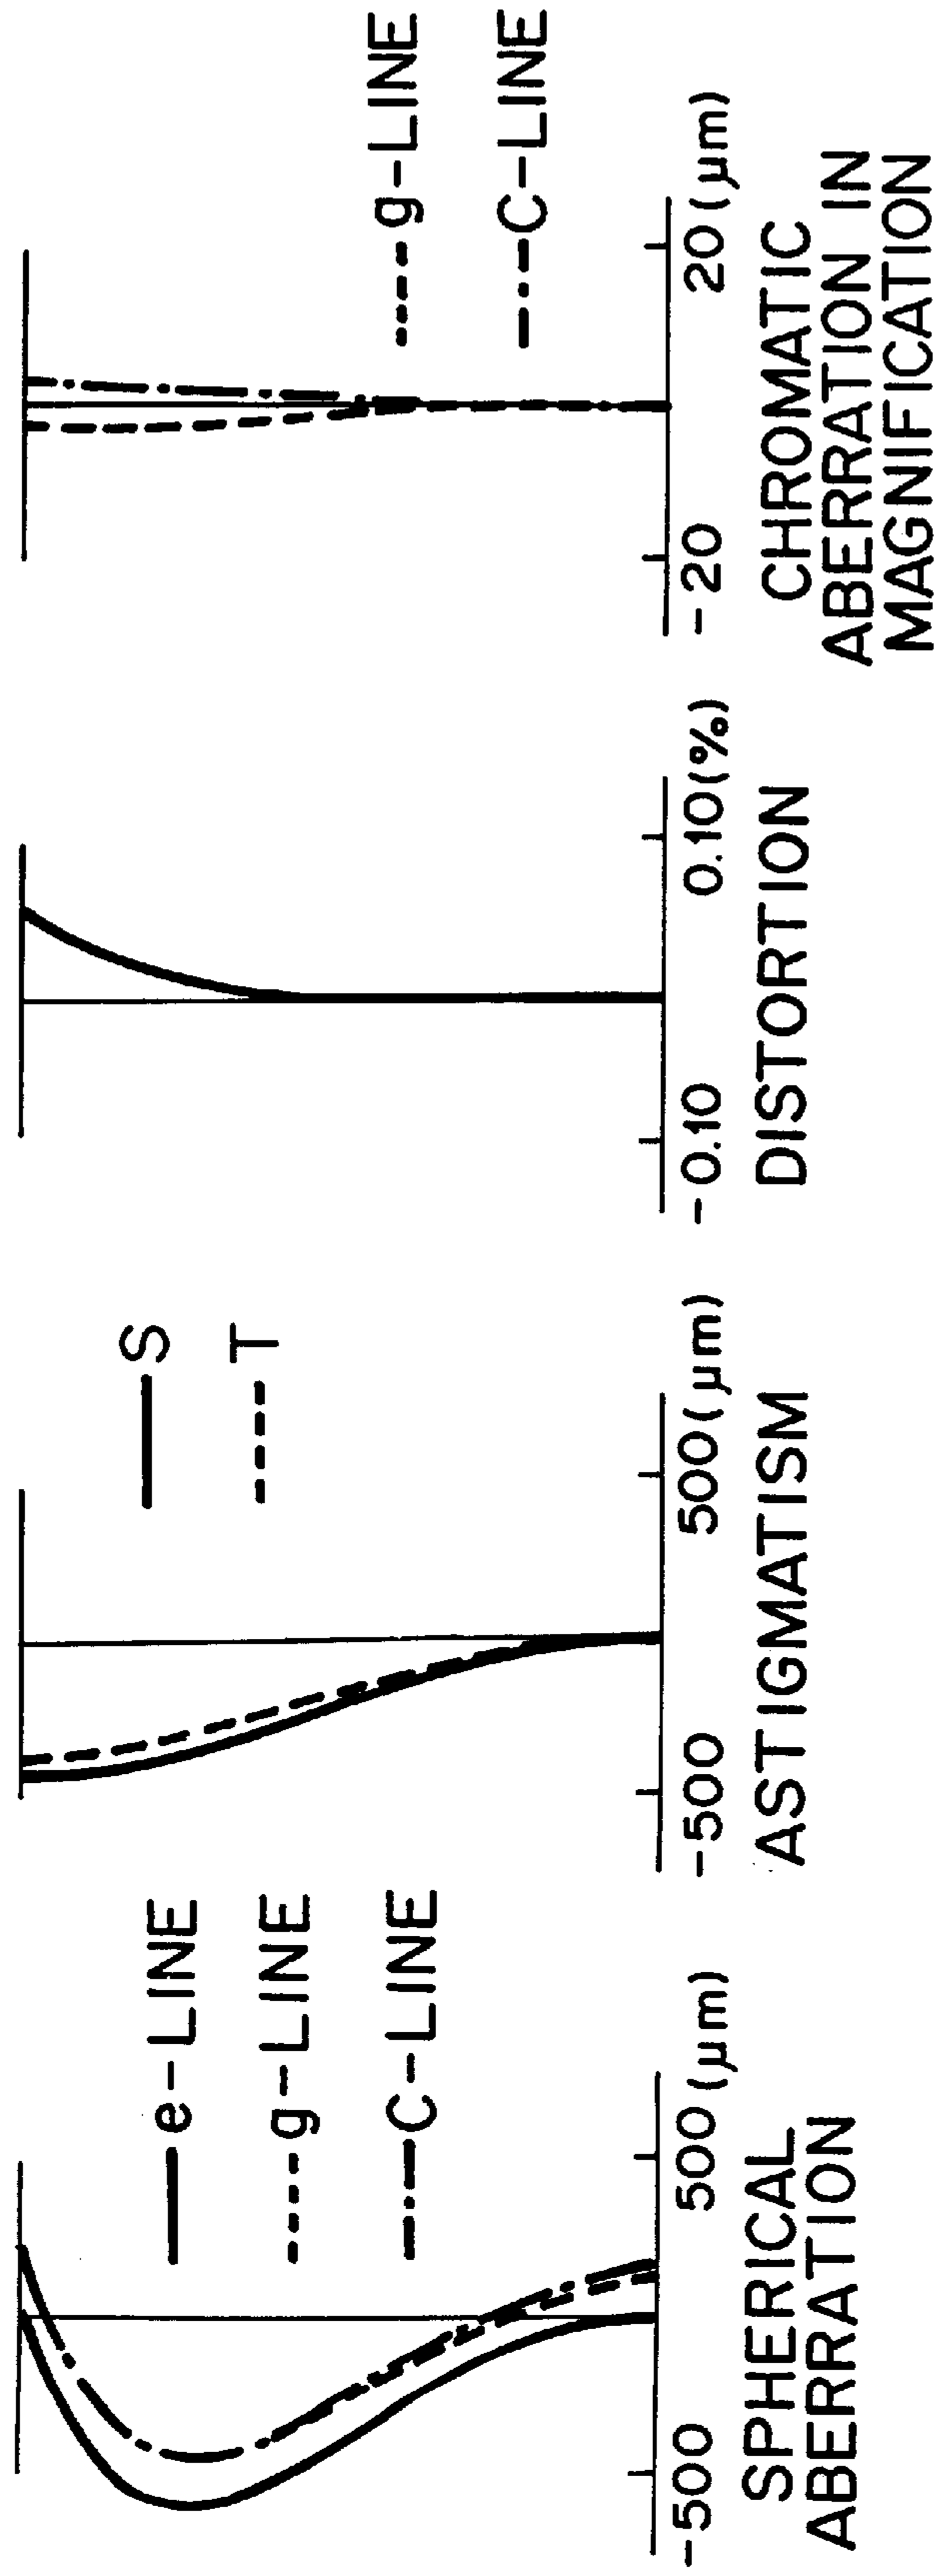 e-LINE
g-LINE
C-LINE
-500
500(μm)
SPHERICAL
ABERRATION
S
T
-500
500(μm)
ASTIGMATISM
-0.10
0.10(%)
DISTORTION
g-LINE
C-LINE
-20
20(μm)
CHROMATIC
ABERRATION IN
MAGNIFICATION